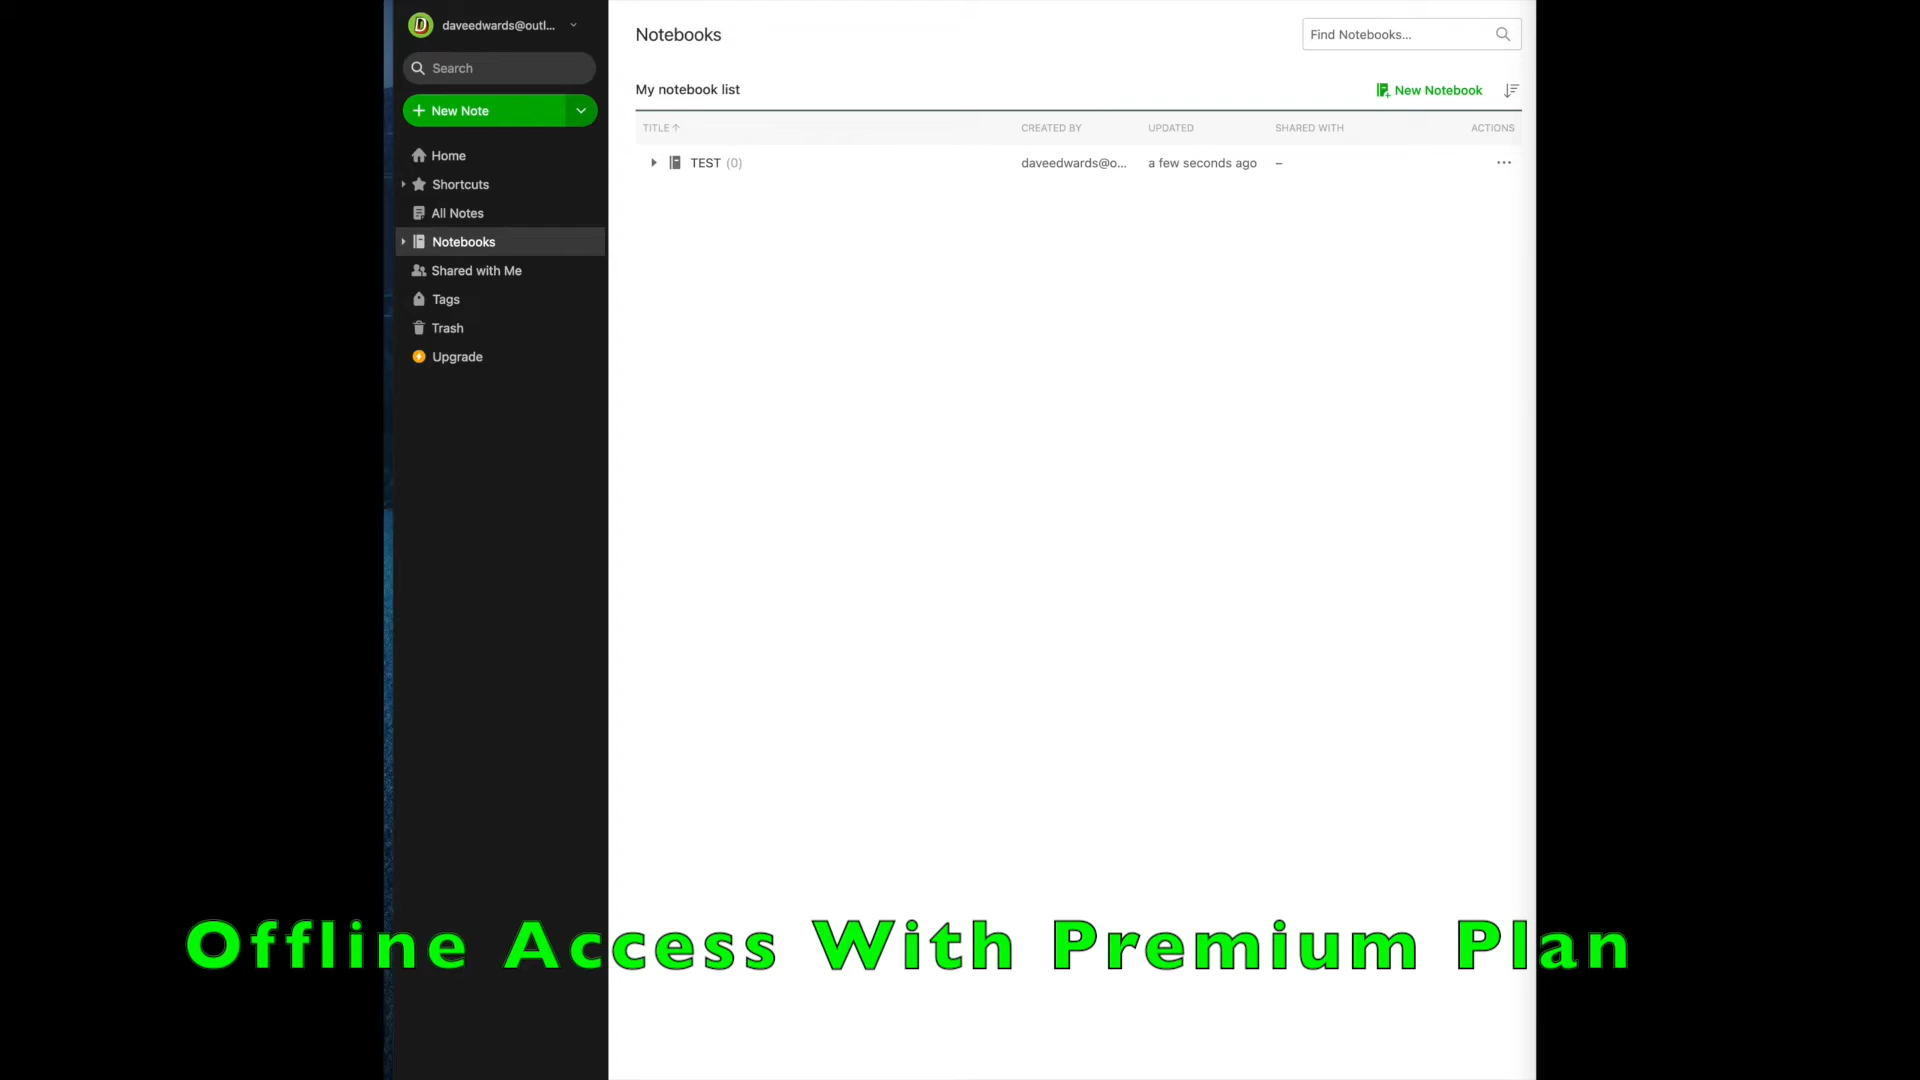 D daveedwards@outl...
Search
New Note
Home
Shortcuts
All Notes
Notebooks
Shared with Me
Tags
Trash
Upgrade
Notebooks
Find Notebooks...
My notebook list
New Notebook
TITLE CREATED BY UPDATED SHARED WITH ACTIONS
TEST (0) daveedwards@o... a few seconds ago – ...
Offline Access With Premium Plan